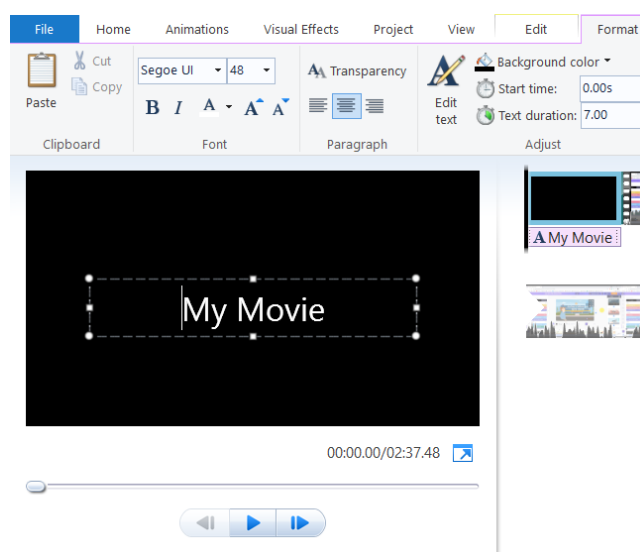 File Home Animations Visual Effects Project View Edit Format
Paste
Cut
Copy
Clipboard
Segoe UI 48
B I A A A
Font
Transparency
Paragraph
Edit
text
Background color
Start time: 0.00s
Text duration: 7.00
Adjust
My Movie
A My Movie
00:00.00/02:37.48